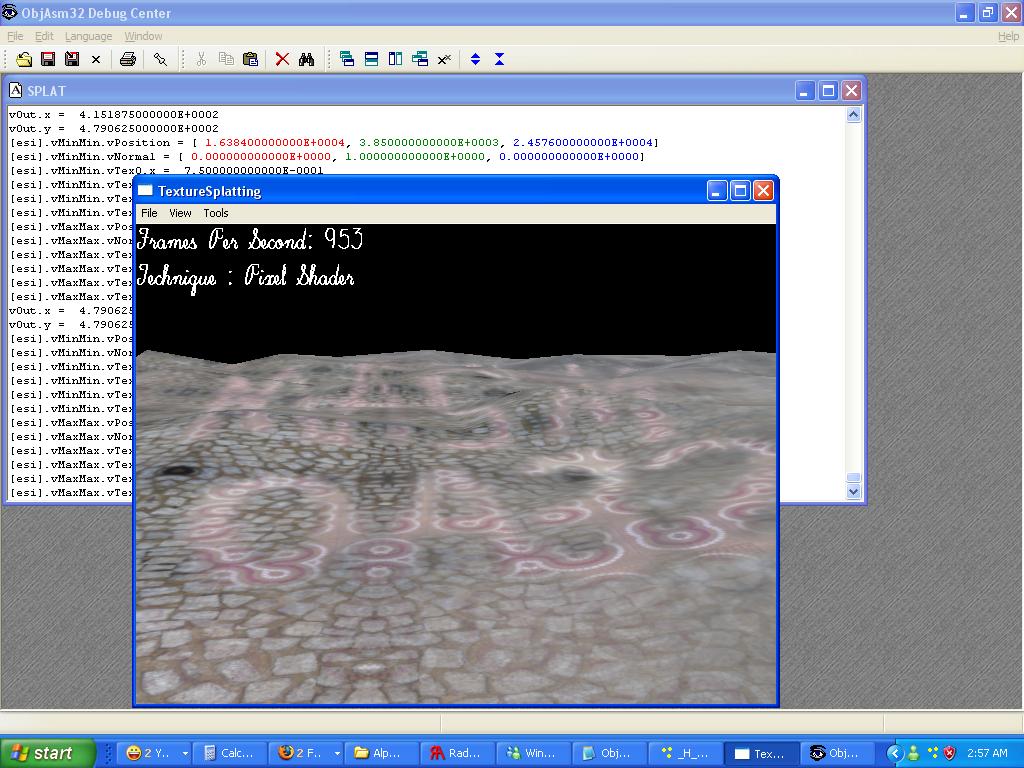 ObjAsm32 Debug Center
File Edit Language Window Help
SPLAT
vOut.x = 4.151875000000E+0002
vOut.y = 4.790625000000E+0002
[esi].vMinMin.vPosition = [ 1.638400000000E+0004, 3.850000000000E+0003, 2.457600000000E+0004]
[esi].vMinMin.vNormal = [ 0.000000000000E+0000, 1.000000000000E+0000, 0.000000000000E+0000]
[esi].vMinMin.vTex0.x = 7.500000000000E-0001
[esi].vMinMin.vTex
[esi].vMinMin.vTex
[esi].vMinMin.vTex
[esi].vMaxMax.vPos
[esi].vMaxMax.vNor
[esi].vMaxMax.vTex
[esi].vMaxMax.vTex
[esi].vMaxMax.vTex
[esi].vMaxMax.vTex
vOut.x = 4.790625
vOut.y = 4.790625
[esi].vMinMin.vPos
[esi].vMinMin.vNor
[esi].vMinMin.vTex
[esi].vMinMin.vTex
[esi].vMinMin.vTex
[esi].vMinMin.vTex
[esi].vMaxMax.vPos
[esi].vMaxMax.vNor
[esi].vMaxMax.vTex
[esi].vMaxMax.vTex
[esi].vMaxMax.vTex
[esi].vMaxMax.vTex
TextureSplatting
File View Tools
Frames Per Second: 953
Technique : Pixel Shader
start 2 Y... Calc... 2 F... Alp... Rad... Win... Obj... _H_... Tex... Obj... 2:57 AM